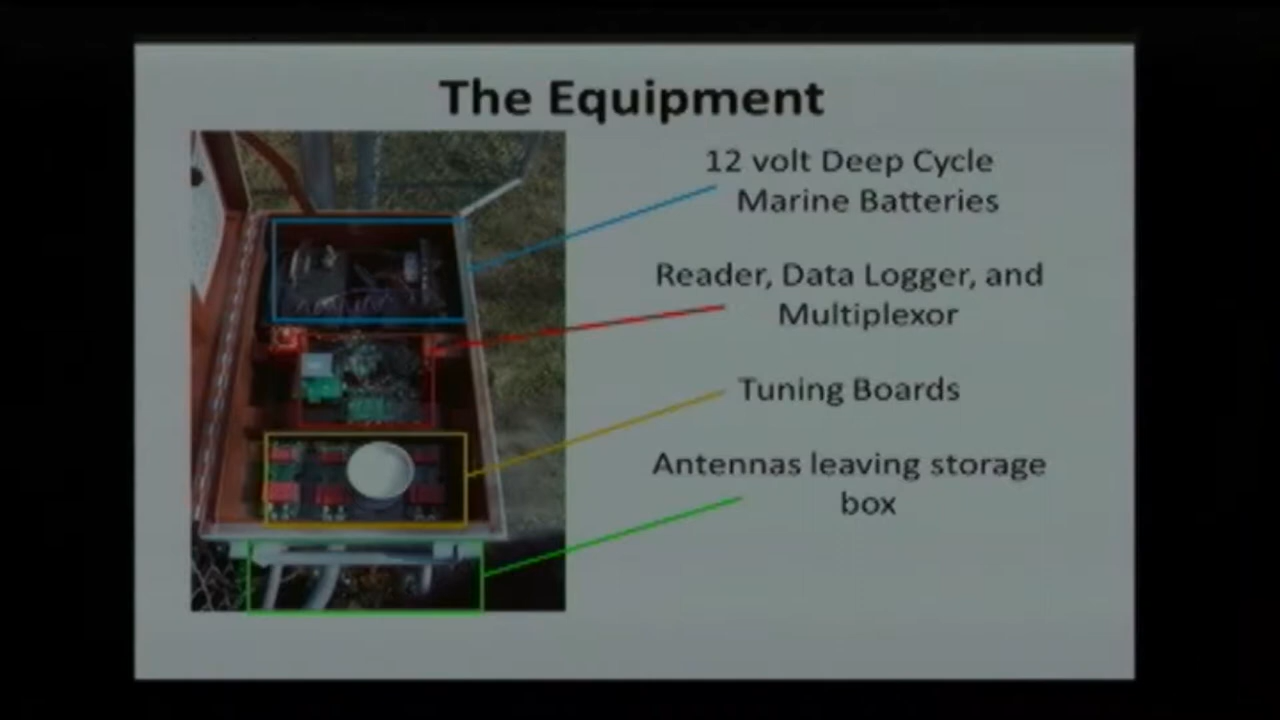 The Equipment
12 volt Deep Cycle
Marine Batteries
Reader, Data Logger, and
Multiplexor
Tuning Boards
Antennas leaving storage
box